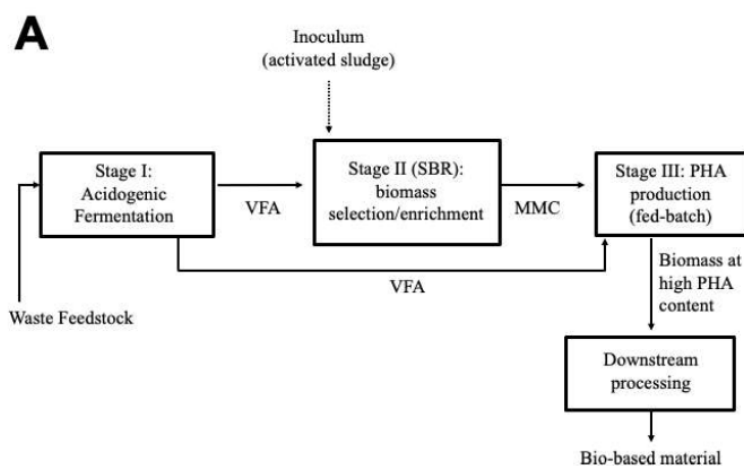 A
Inoculum
(activated sludge)
Stage I:
Acidogenic
Fermentation
VFA
Stage II (SBR):
biomass
selection/enrichment
MMC
Stage III: PHA
production
(fed-batch)
VFA
Waste Feedstock
Biomass at
high PHA
content
Downstream
processing
Bio-based material